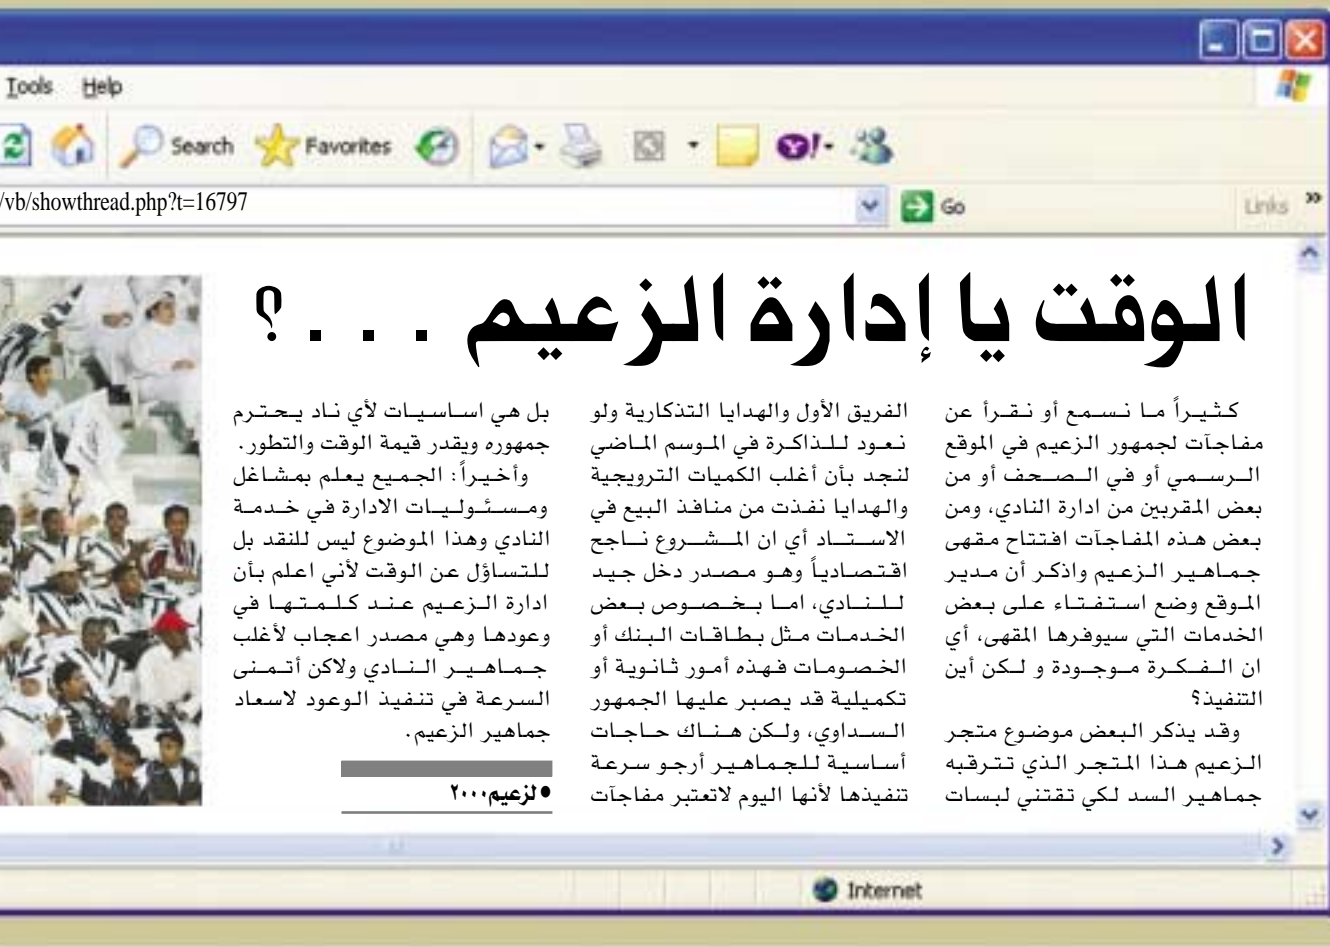 Tools Help
Search Favorites
/vb/showthread.php?t=16797
Go
Links »
الوقت يا إدارة الزعيم . . . ؟
كثيراً ما نسمع أو نقرأ عن
مفاجآت لجمهور الزعيم في الموقع
الرسمي أو في الصحف أو من
بعض المقربين من ادارة النادي، ومن
بعض هذه المفاجآت افتتاح مقهى
جماهير الزعيم واذكر أن مدير
الموقع وضع استفتاء على بعض
الخدمات التي سيوفرها المقهى، أي
ان الفكرة موجودة و لكن أين
التنفيذ؟
وقد يذكر البعض موضوع متجر
الزعيم هذا المتجر الذي تترقبه
جماهير السد لكي تقتني لبسات
الفريق الأول والهدايا التذكارية ولو
نعود للذاكرة في الموسم الماضي
لنجد بأن أغلب الكميات الترويجية
والهدايا نفذت من منافذ البيع في
الاستاد أي ان المشروع ناجح
اقتصادياً وهو مصدر دخل جيد
للنادي، اما بخصوص بعض
الخدمات مثل بطاقات البنك أو
الخصومات فهذه أمور ثانوية أو
تكميلية قد يصبر عليها الجمهور
السداوي، ولكن هناك حاجات
أساسية للجماهير أرجو سرعة
تنفيذها لأنها اليوم لاتعتبر مفاجآت
بل هي اساسيات لأي ناد يحترم
جمهوره ويقدر قيمة الوقت والتطور.
وأخيراً: الجميع يعلم بمشاغل
ومسئوليات الادارة في خدمة
النادي وهذا الموضوع ليس للنقد بل
للتساؤل عن الوقت لأني اعلم بأن
ادارة الزعيم عند كلمتها في
وعودها وهي مصدر اعجاب لأغلب
جماهير النادي ولاكن أتمنى
السرعة في تنفيذ الوعود لاسعاد
جماهير الزعيم.
● لزعيم٢٠٠٠
Internet